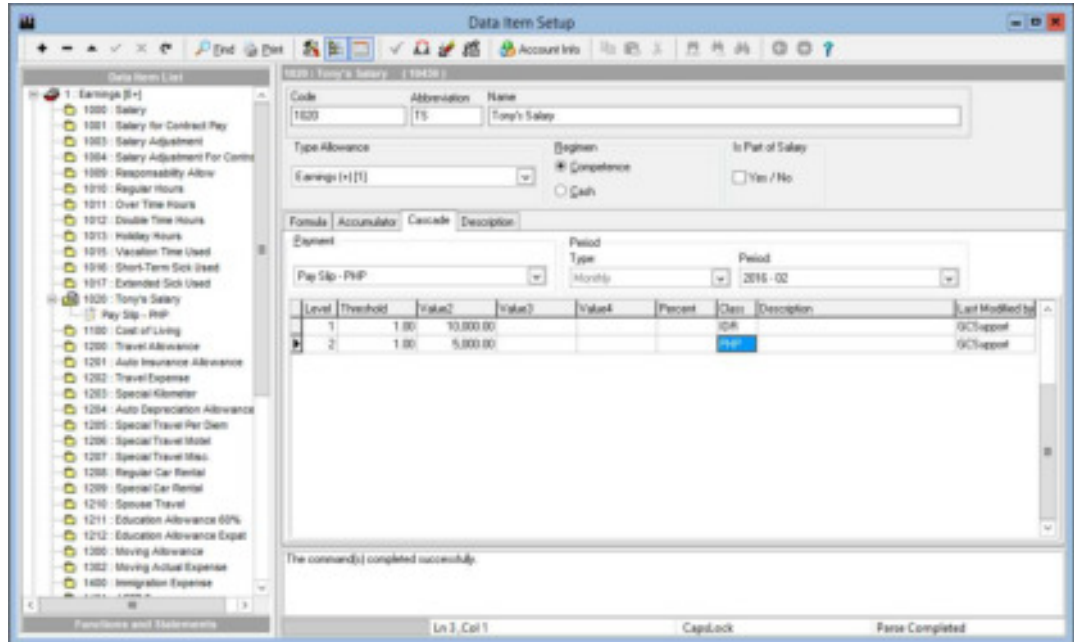 Data Item Setup
Find Print Account Info
Data Item List
1 : Earnings [E+]
1000 : Salary
1001 : Salary for Contract Pay
1003 : Salary Adjustment
1004 : Salary Adjustment For Contra
1009 : Responsability Allow
1010 : Regular Hours
1011 : Over Time Hours
1012 : Double Time Hours
1013 : Holiday Hours
1015 : Vacation Time Used
1016 : Short-Term Sick Used
1017 : Extended Sick Used
1020 : Tony's Salary
Pay Slip - PHP
1100 : Cost of Living
1200 : Travel Allowance
1201 : Auto Insurance Allowance
1202 : Travel Expense
1203 : Special Kilometer
1204 : Auto Depreciation Allowance
1205 : Special Travel Per Diem
1206 : Special Travel Motel
1207 : Special Travel Misc.
1208 : Regular Car Rental
1209 : Special Car Rental
1210 : Spouse Travel
1211 : Education Allowance 60%
1212 : Education Allowance Expat
1300 : Moving Allowance
1302 : Moving Actual Expense
1400 : Immigration Expense
Functions and Statements
1020 : Tony's Salary
Code Abbreviation Name
1020 TS Tony's Salary
Type Allowance Regimen Is Part of Salary
Earnings (+) [1] Competence Yes / No
Cash
Formula Accumulator Cascade Description
Payment Period
Type Period
Pay Slip - PHP Monthly 2016 - 02
Level Threshold Value2 Value3 Value4 Percent Class Description Last Modified by
1 1.00 10,000.00 IDR GCSupport
2 1.00 5,000.00 PHP GCSupport
The command(s) completed successfully.
Ln 3, Col 1 CapsLock Parse Completed